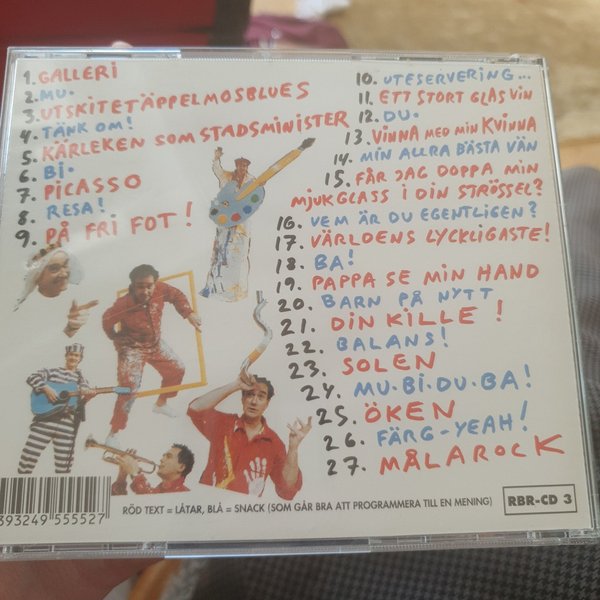 1. GALLERI
2. MU.
3. UTSKITETÄPPELMOSBLUES
4. TÄNK OM!
5. KÄRLEKEN SOM STADSMINISTER
6. BI.
7. PICASSO
8. RESA!
9. PÅ FRI FOT!
10. UTESERVERING...
11. ETT STORT GLAS VIN
12. DU.
13. VINNA MED MIN KVINNA
14. MIN ALLRA BÄSTA VÄN
15. FÅR JAG DOPPA MIN
MJUKGLASS I DIN STRÖSSEL?
16. VEM ÄR DU EGENTLIGEN?
17. VÄRLDENS LYCKLIGASTE!
18. BA!
19. PAPPA SE MIN HAND
20. BARN PÅ NYTT
21. DIN KILLE!
22. BALANS!
23. SOLEN
24. MU.BI.DU.BA!
25. ÖKEN
26. FÄRG-YEAH!
27. MÅLAROCK
393249 555527
RÖD TEXT = LÅTAR, BLÅ = SNACK (SOM GÅR BRA ATT PROGRAMMERA TILL EN MENING)
RBR-CD 3